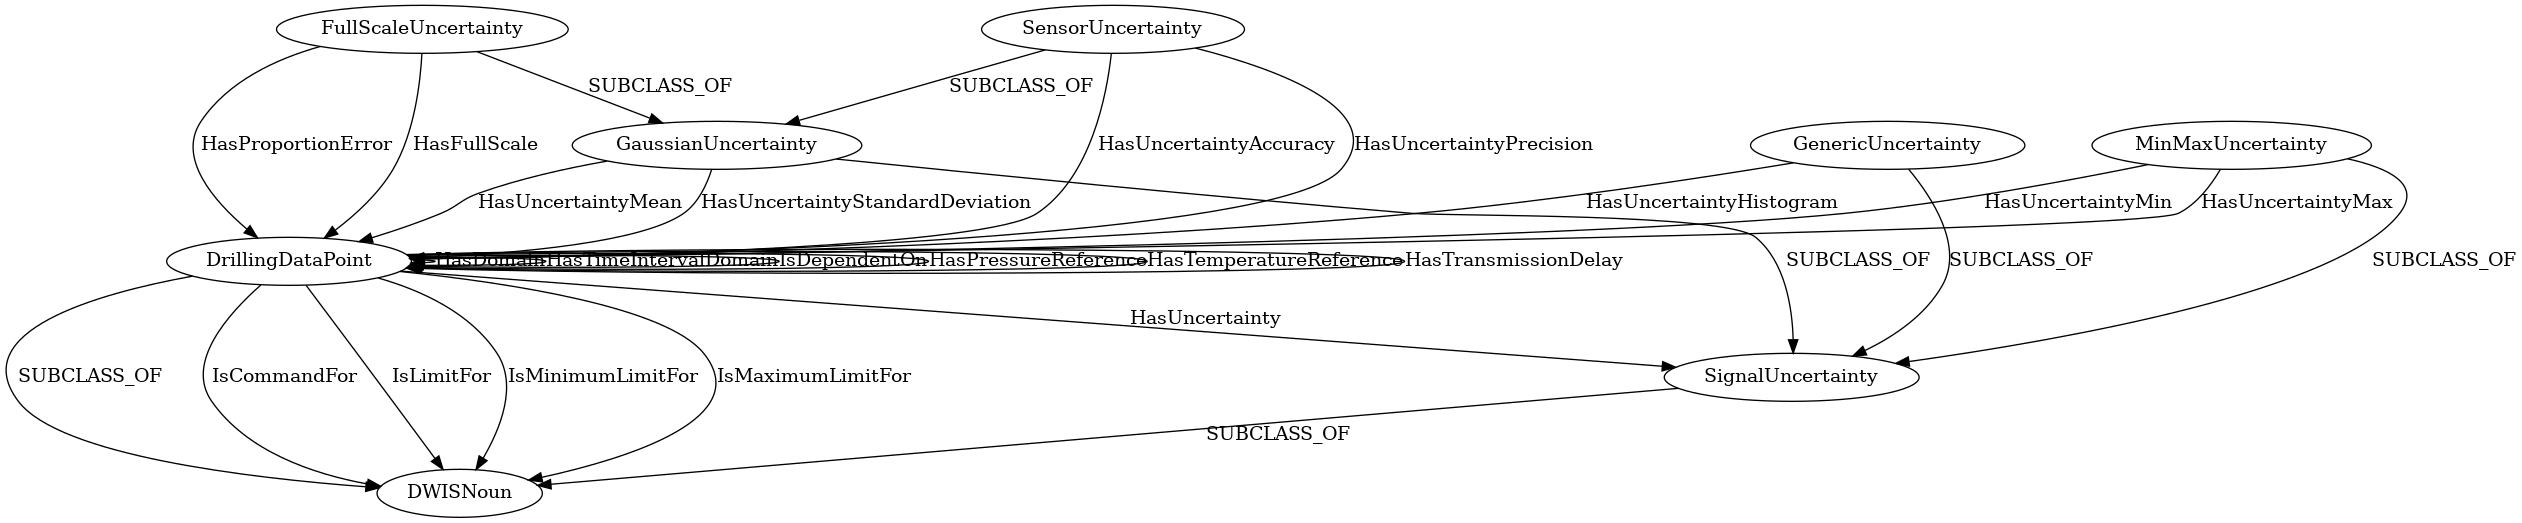 FullScaleUncertainty
SensorUncertainty
SUBCLASS_OF
SUBCLASS_OF
HasProportionError
HasFullScale
GaussianUncertainty
HasUncertaintyAccuracy
HasUncertaintyPrecision
GenericUncertainty
MinMaxUncertainty
HasUncertaintyMean
HasUncertaintyStandardDeviation
HasUncertaintyHistogram
HasUncertaintyMin
HasUncertaintyMax
DrillingDataPoint
HasDomain
HasTimeIntervalDomain
IsDependentOn
HasPressureReference
HasTemperatureReference
HasTransmissionDelay
SUBCLASS_OF
SUBCLASS_OF
SUBCLASS_OF
HasUncertainty
SUBCLASS_OF
IsCommandFor
IsLimitFor
IsMinimumLimitFor
IsMaximumLimitFor
SignalUncertainty
SUBCLASS_OF
DWISNoun